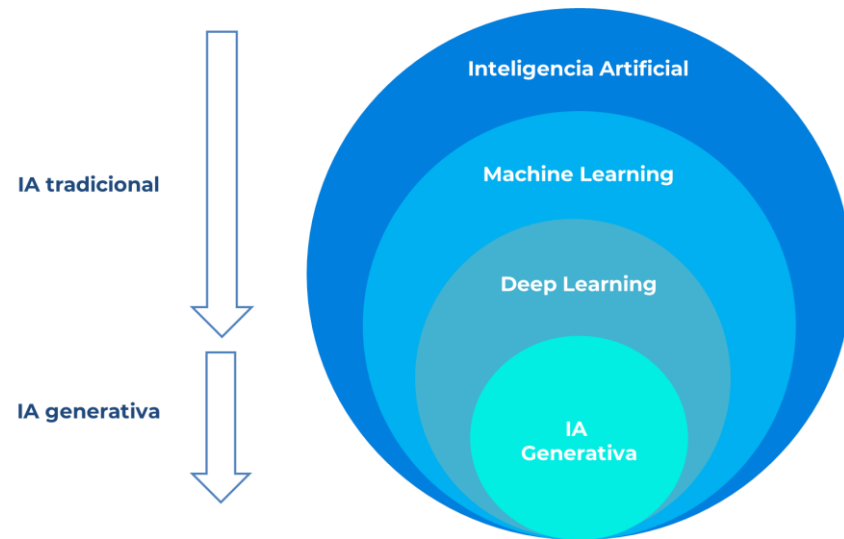 Inteligencia Artificial
Machine Learning
IA tradicional
Deep Learning
IA generativa
IA
Generativa